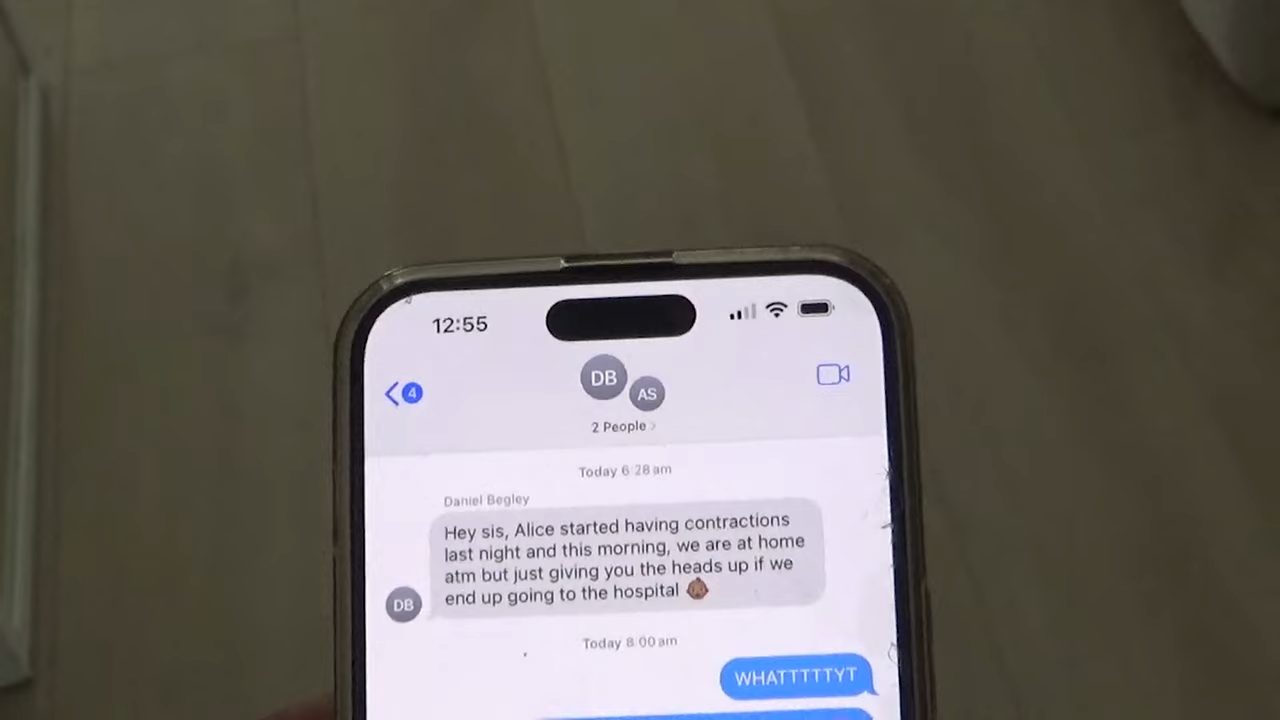 12:55
4
DB
AS
2 People
Today 6:28 am
Daniel Begley
Hey sis, Alice started having contractions
last night and this morning, we are at home
atm but just giving you the heads up if we
end up going to the hospital 👶🏾
DB
Today 8:00 am
WHATTTTTYT